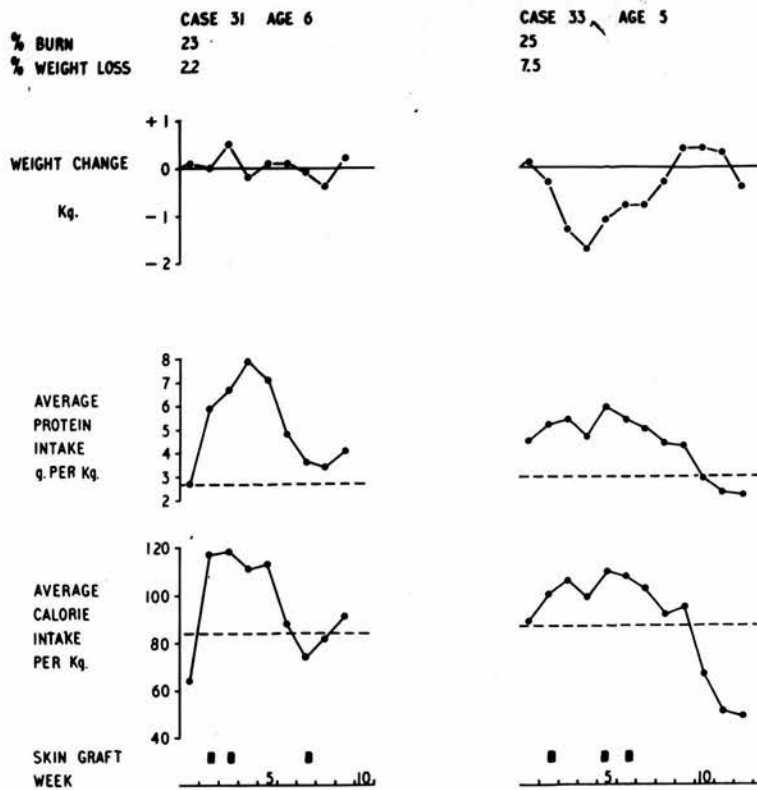 CASE 31 AGE 6 CASE 33 AGE 5
% BURN 23 25
% WEIGHT LOSS 22 7.5
+1
WEIGHT CHANGE 0
Kg. -1
-2
8
7
AVERAGE 6
PROTEIN 5
INTAKE 4
g. PER Kg. 3
2
120
AVERAGE 100
CALORIE
INTAKE 80
PER Kg.
60
40
SKIN GRAFT
WEEK 5 10 5 10